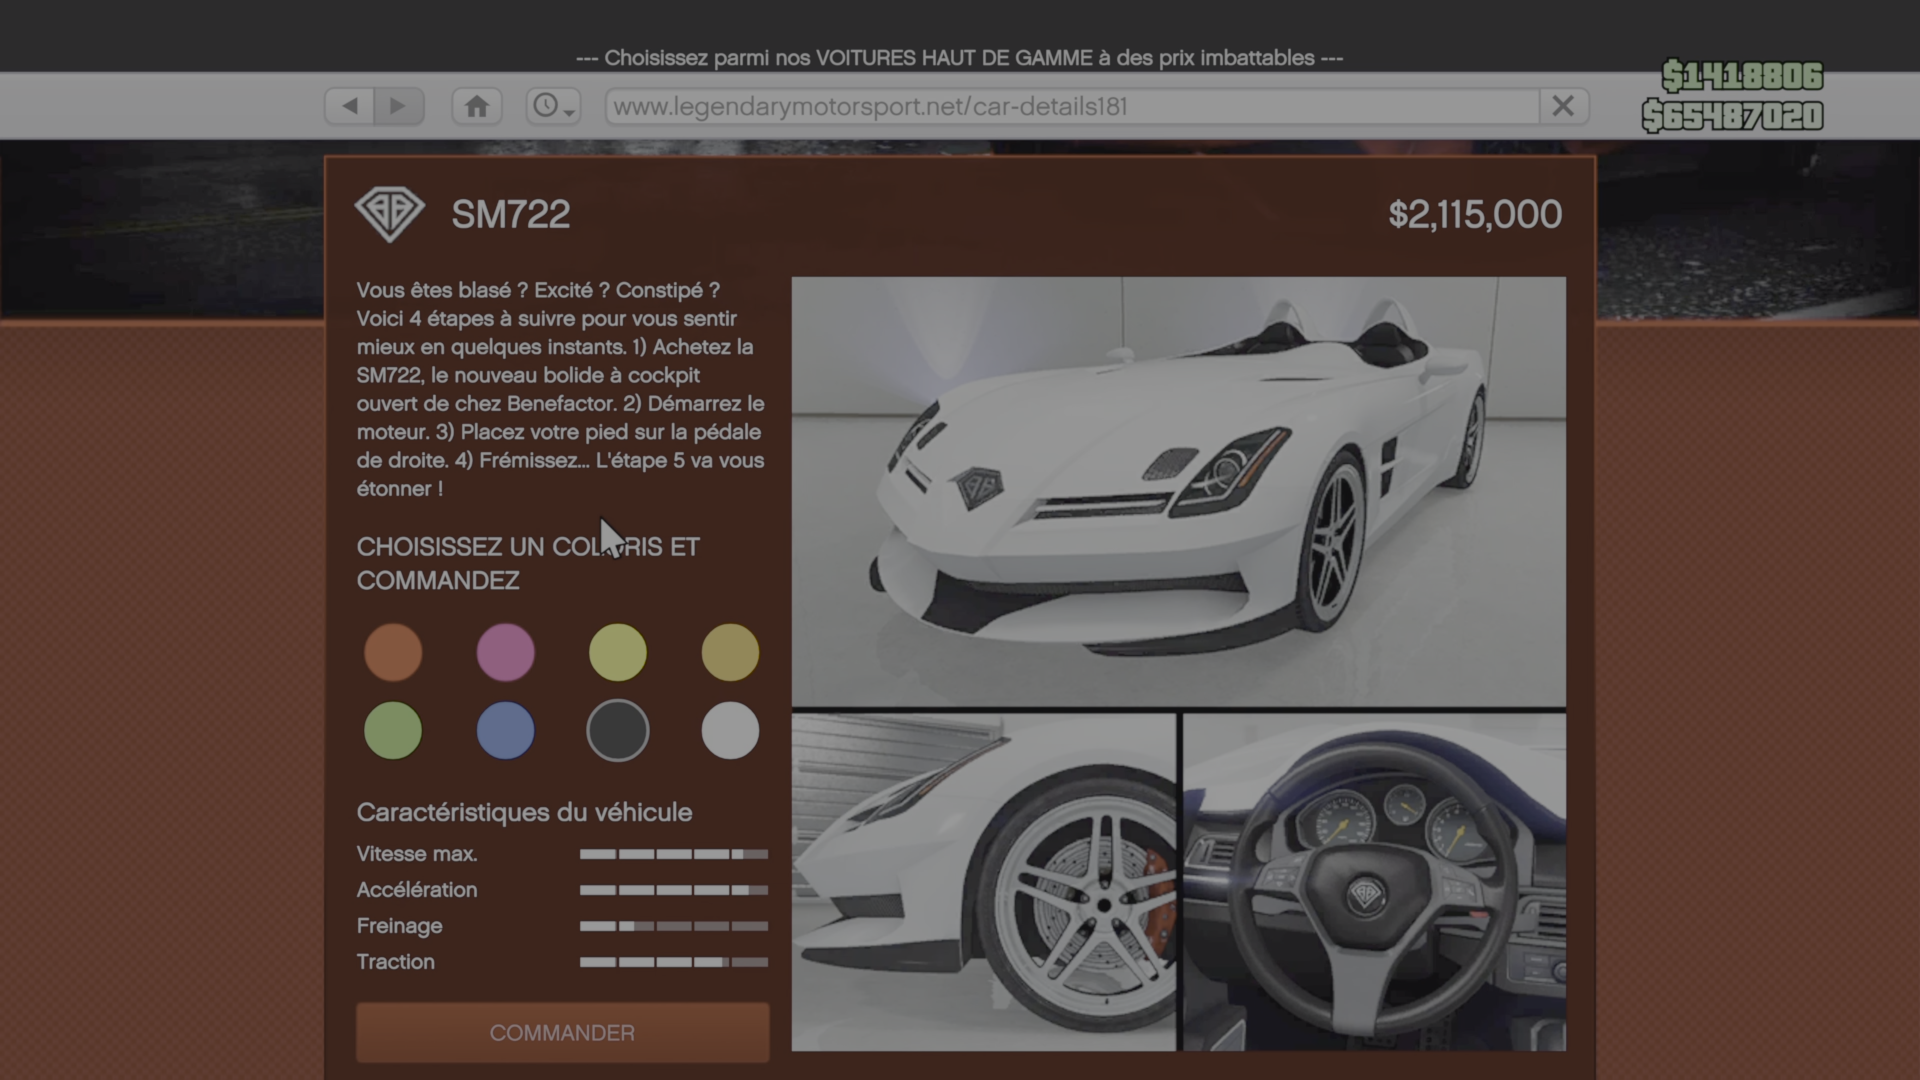 --- Choisissez parmi nos VOITURES HAUT DE GAMME à des prix imbattables ---
$1418806
www.legendarymotorsport.net/car-details181
$65487020
SM722
$2,115,000
Vous êtes blasé ? Excité ? Constipé ?
Voici 4 étapes à suivre pour vous sentir
mieux en quelques instants. 1) Achetez la
SM722, le nouveau bolide à cockpit
ouvert de chez Benefactor. 2) Démarrez le
moteur. 3) Placez votre pied sur la pédale
de droite. 4) Frémissez... L'étape 5 va vous
étonner !
CHOISISSEZ UN COLORIS ET
COMMANDEZ
Caractéristiques du véhicule
Vitesse max.
Accélération
Freinage
Traction
COMMANDER